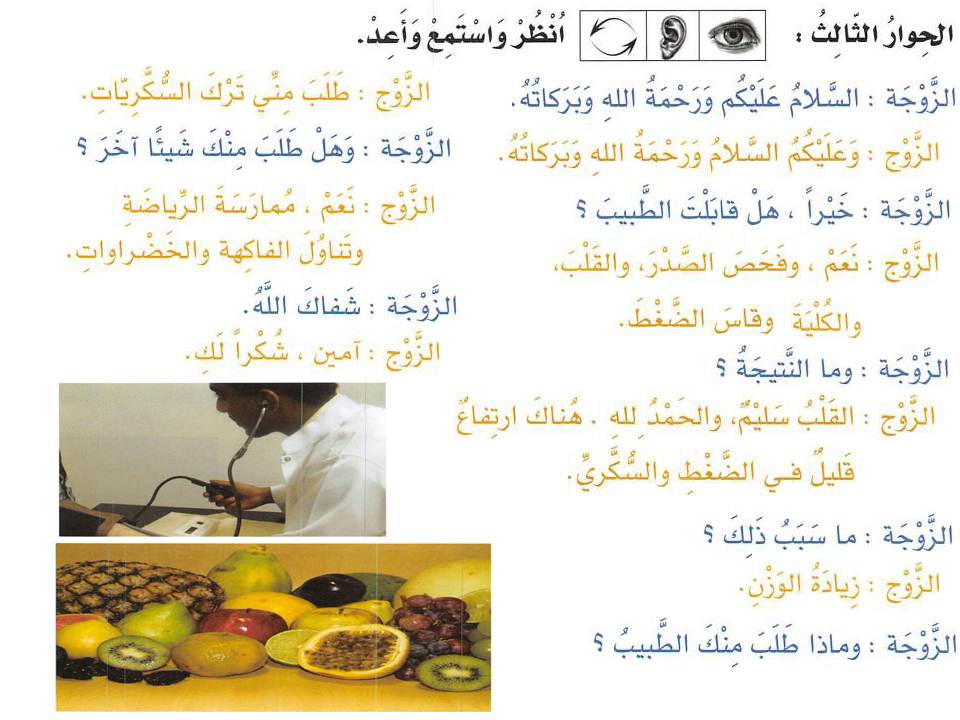 الحِوارُ الثّالِثُ : اُنْظُرْ وَاسْتَمِعْ وَأَعِدْ.
الزَّوْجَة : السَّلامُ عَلَيْكُم وَرَحْمَةُ اللهِ وَبَرَكاتُهُ.
الزَّوْج : وَعَلَيْكُمُ السَّلامُ وَرَحْمَةُ اللهِ وَبَرَكاتُهُ.
الزَّوْجَة : خَيْراً ، هَلْ قابَلْتَ الطَّبيبَ ؟
الزَّوْج : نَعَمْ ، وفَحَصَ الصَّدْرَ، والقَلْبَ،
والكُلْيَةَ وقاسَ الضَّغْطَ.
الزَّوْجَة : وما النَّتيجَةُ ؟
الزَّوْج : القَلْبُ سَليْمٌ، والحَمْدُ للهِ . هُناكَ ارتِفاعٌ
قَليلٌ فـي الضَّغْطِ والسُّكَّريِّ.
الزَّوْجَة : ما سَبَبُ ذَلِكَ ؟
الزَّوْج : زِيادَةُ الوَزْنِ.
الزَّوْجَة : وماذا طَلَبَ مِنْكَ الطَّبيبُ ؟
الزَّوْج : طَلَبَ مِنِّي تَرْكَ السُّكَّرِيّاتِ.
الزَّوْجَة : وَهَلْ طَلَبَ مِنْكَ شَيئًا آخَرَ ؟
الزَّوْج : نَعَمْ ، مُمارَسَةَ الرِّياضَةِ
وتَناوُلَ الفاكِهة والخَضْراواتِ.
الزَّوْجَة : شَفاكَ اللَّهُ.
الزَّوْج : آمين ، شُكْراً لَكِ.